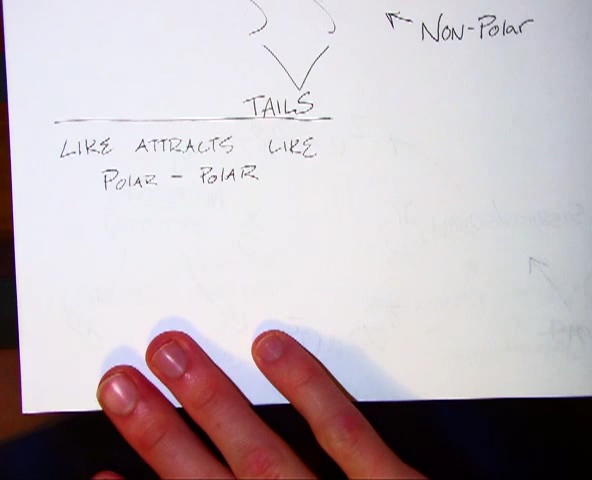 Non-Polar
TAILS
LIKE ATTRACTS LIKE
POLAR - POLAR